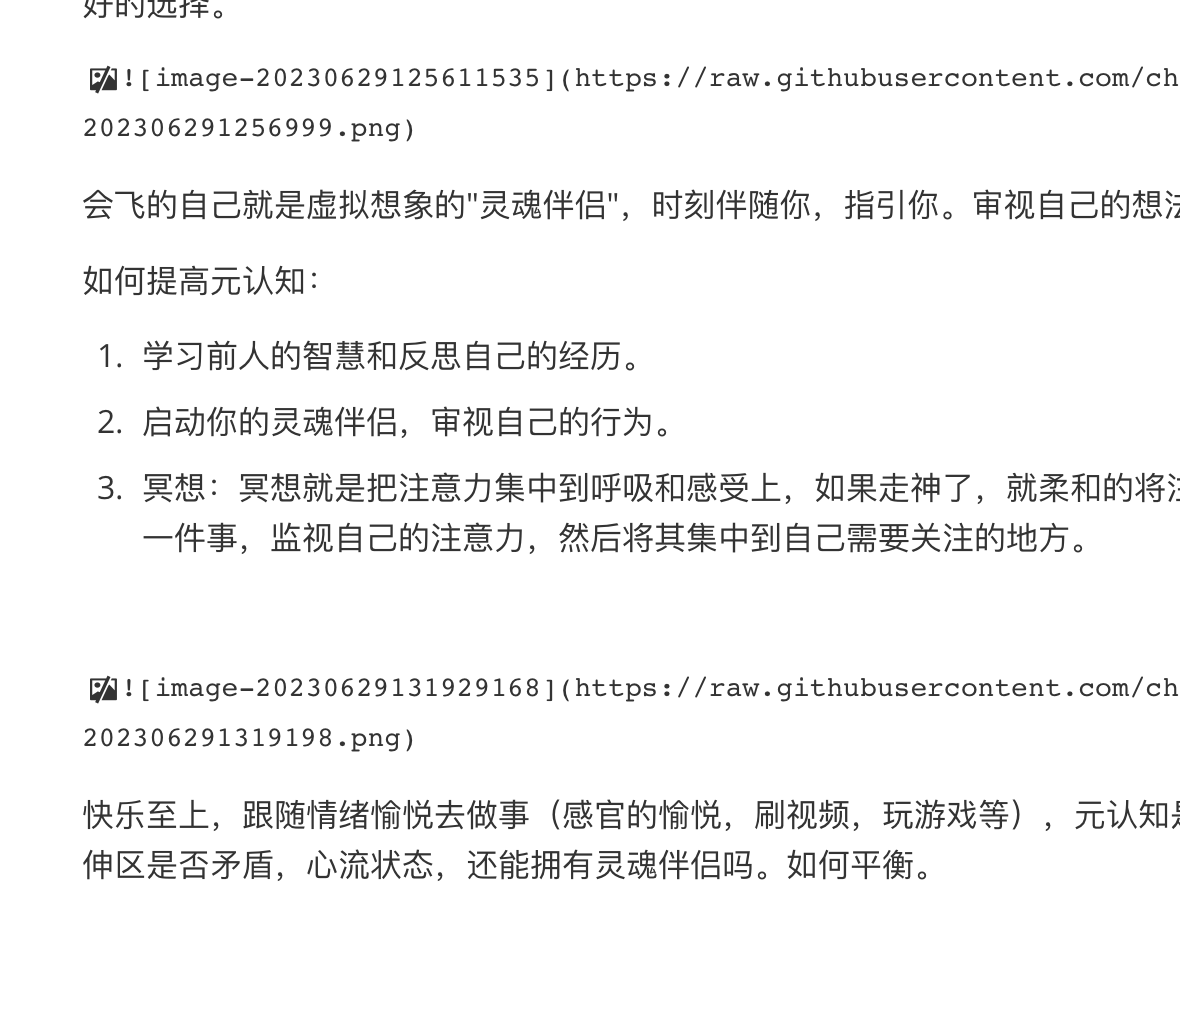 好的选择。
![image-20230629125611535](https://raw.githubusercontent.com/ch
202306291256999.png)
会飞的自己就是虚拟想象的"灵魂伴侣"，时刻伴随你，指引你。审视自己的想法
如何提高元认知：
1. 学习前人的智慧和反思自己的经历。
2. 启动你的灵魂伴侣，审视自己的行为。
3. 冥想：冥想就是把注意力集中到呼吸和感受上，如果走神了，就柔和的将注
一件事，监视自己的注意力，然后将其集中到自己需要关注的地方。
![image-20230629131929168](https://raw.githubusercontent.com/ch
202306291319198.png)
快乐至上，跟随情绪愉悦去做事（感官的愉悦，刷视频，玩游戏等），元认知是
伸区是否矛盾，心流状态，还能拥有灵魂伴侣吗。如何平衡。